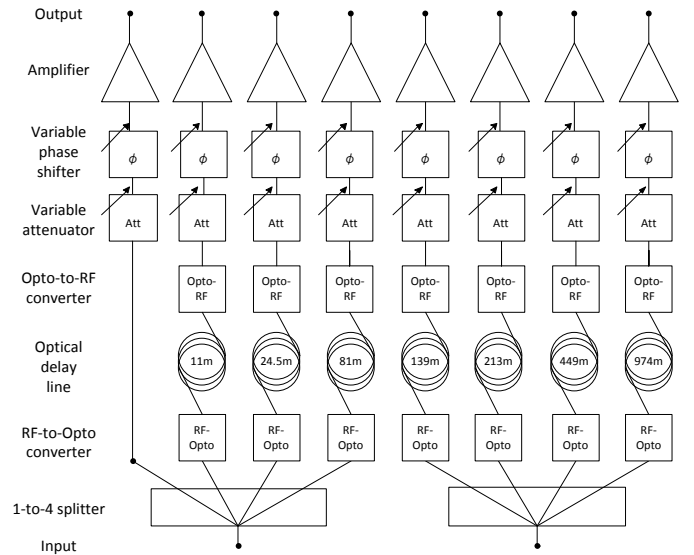 Output
Amplifier
Variable
phase
shifter
ϕ ϕ ϕ ϕ ϕ ϕ ϕ ϕ
Variable
attenuator
Att Att Att Att Att Att Att Att
Opto-to-RF
converter
Opto- Opto- Opto- Opto- Opto- Opto- Opto-
RF RF RF RF RF RF RF
Optical
delay
line
11m 24.5m 81m 139m 213m 449m 974m
RF-to-Opto
converter
RF- RF- RF- RF- RF- RF- RF-
Opto Opto Opto Opto Opto Opto Opto
1-to-4 splitter
Input